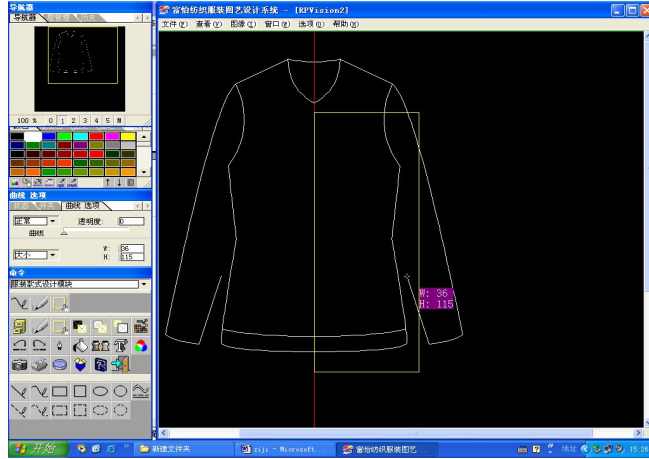 导航器
导航器
100 % 0 1 2 3 4 5 M
曲线 选项
曲线 选项
正常 透明度: 0
曲线
大小 W: 36
H: 115
命令
服装款式设计模块
富怡纺织服装图艺设计系统 - [RPVision2]
文件(F) 查看(V) 图像(I) 窗口(W) 选项(O) 帮助(H)
W: 36
H: 115
开始
新建文件夹
ziji - Microsoft...
富怡纺织服装图艺...
地址
15:26